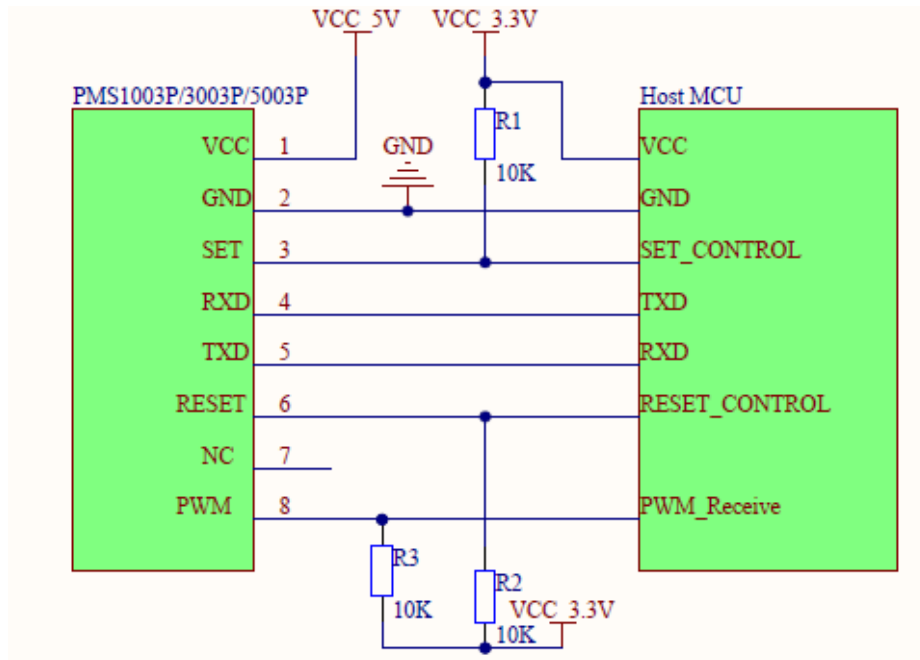 VCC_5V VCC_3.3V
PMS1003P/3003P/5003P Host MCU
R1
VCC 1 GND VCC
10K
GND 2 GND
SET 3 SET_CONTROL
RXD 4 TXD
TXD 5 RXD
RESET 6 RESET_CONTROL
NC 7
PWM 8 PWM_Receive
R3
R2
10K VCC_3.3V
10K